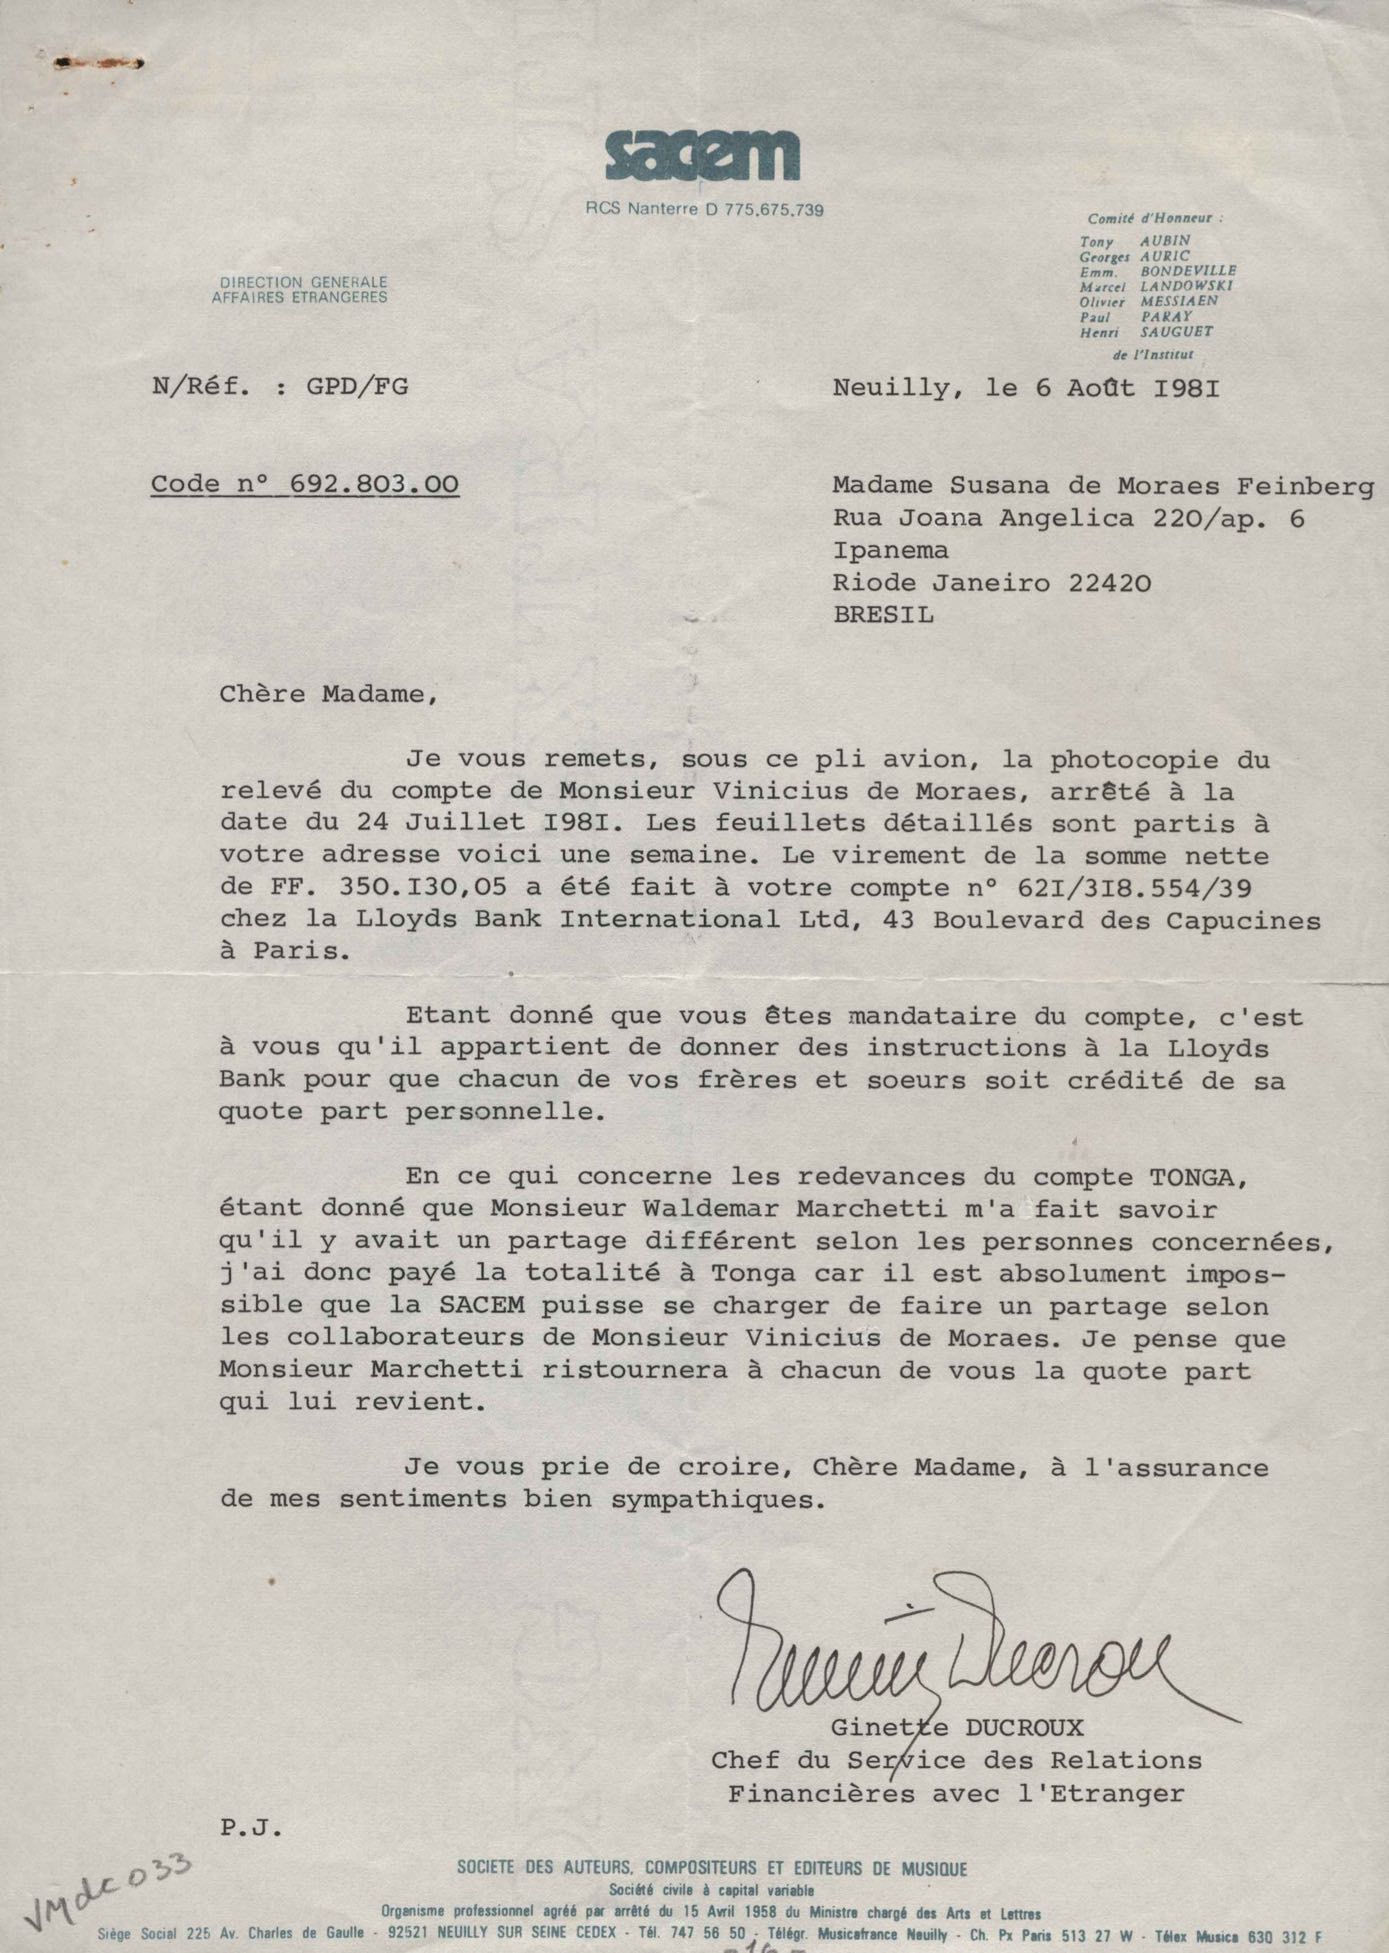 sacem
RCS Nanterre D 775.675.739
Comité d'Honneur :
Tony AUBIN
Georges AURIC
Emm. BONDEVILLE
Marcel LANDOWSKI
Olivier MESSIAEN
Paul PARAY
Henri SAUGUET
de l'Institut
DIRECTION GENERALE
AFFAIRES ETRANGERES
N/Réf. : GPD/FG
Neuilly, le 6 Août I98I
Code n° 692.803.00
Madame Susana de Moraes Feinberg
Rua Joana Angelica 220/ap. 6
Ipanema
Riode Janeiro 22420
BRESIL
Chère Madame,
Je vous remets, sous ce pli avion, la photocopie du
relevé du compte de Monsieur Vinicius de Moraes, arrêté à la
date du 24 Juillet I98I. Les feuillets détaillés sont partis à
votre adresse voici une semaine. Le virement de la somme nette
de FF. 350.I30,05 a été fait à votre compte n° 62I/3I8.554/39
chez la Lloyds Bank International Ltd, 43 Boulevard des Capucines
à Paris.
Etant donné que vous êtes mandataire du compte, c'est
à vous qu'il appartient de donner des instructions à la Lloyds
Bank pour que chacun de vos frères et soeurs soit crédité de sa
quote part personnelle.
En ce qui concerne les redevances du compte TONGA,
étant donné que Monsieur Waldemar Marchetti m'a fait savoir
qu'il y avait un partage différent selon les personnes concernées,
j'ai donc payé la totalité à Tonga car il est absolument impos-
sible que la SACEM puisse se charger de faire un partage selon
les collaborateurs de Monsieur Vinicius de Moraes. Je pense que
Monsieur Marchetti ristournera à chacun de vous la quote part
qui lui revient.
Je vous prie de croire, Chère Madame, à l'assurance
de mes sentiments bien sympathiques.
Ginette DUCROUX
Chef du Service des Relations
Financières avec l'Etranger
P.J.
VMdc 033
SOCIETE DES AUTEURS, COMPOSITEURS ET EDITEURS DE MUSIQUE
Société civile à capital variable
Organisme professionnel agréé par arrêté du 15 Avril 1958 du Ministre chargé des Arts et Lettres
Siège Social 225 Av. Charles de Gaulle - 92521 NEUILLY SUR SEINE CEDEX - Tél. 747 56 50 - Télégr. Musicafrance Neuilly - Ch. Px Paris 513 27 W - Télex Musica 630 312 F